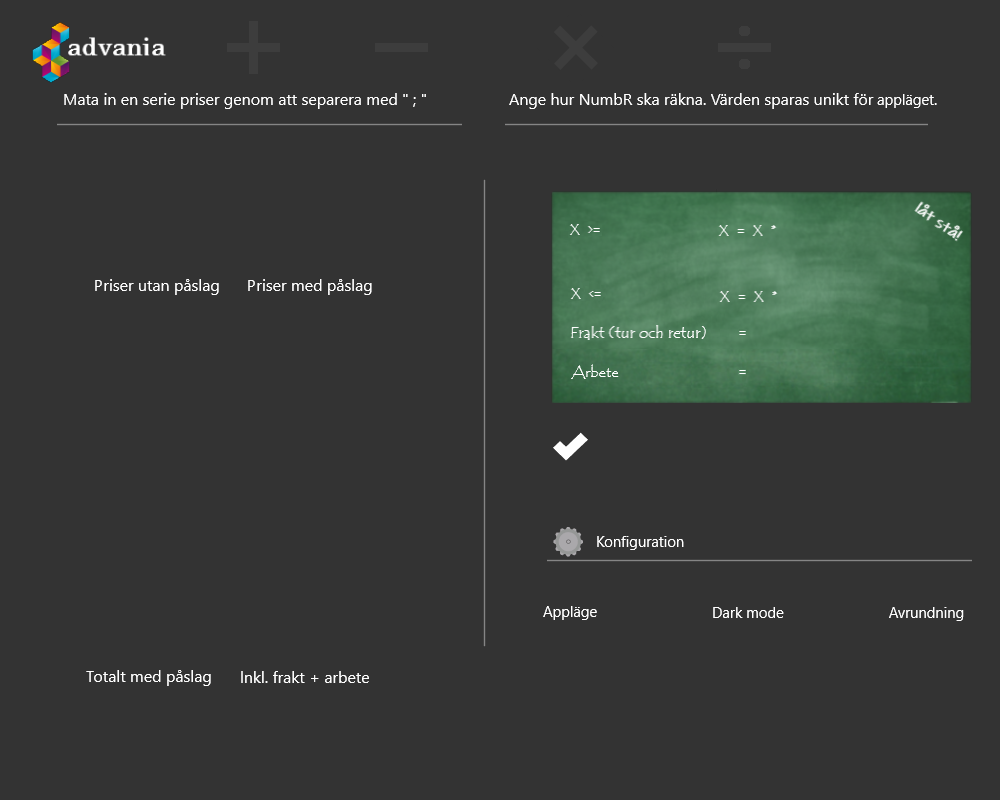 advania
+ − × ÷
Mata in en serie priser genom att separera med " ; "
Ange hur NumbR ska räkna. Värden sparas unikt för appläget.
Priser utan påslag
Priser med påslag
låt stå!
X >= X = X *
X <= X = X *
Frakt (tur och retur) =
Arbete =
Konfiguration
Appläge
Dark mode
Avrundning
Totalt med påslag
Inkl. frakt + arbete